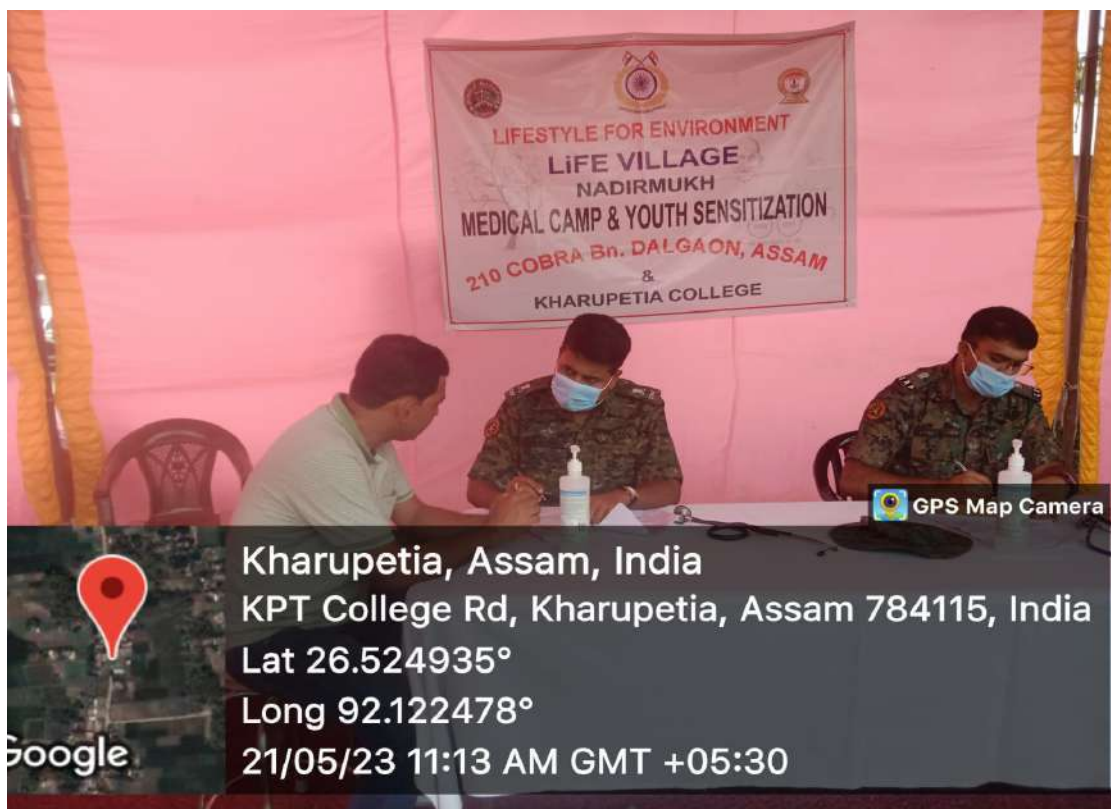 LIFESTYLE FOR ENVIRONMENT
LiFE VILLAGE
NADIRMUKH
MEDICAL CAMP & YOUTH SENSITIZATION
210 COBRA Bn. DALGAON, ASSAM
&
KHARUPETIA COLLEGE
GPS Map Camera
Kharupetia, Assam, India
KPT College Rd, Kharupetia, Assam 784115, India
Lat 26.524935°
Long 92.122478°
21/05/23 11:13 AM GMT +05:30
Google